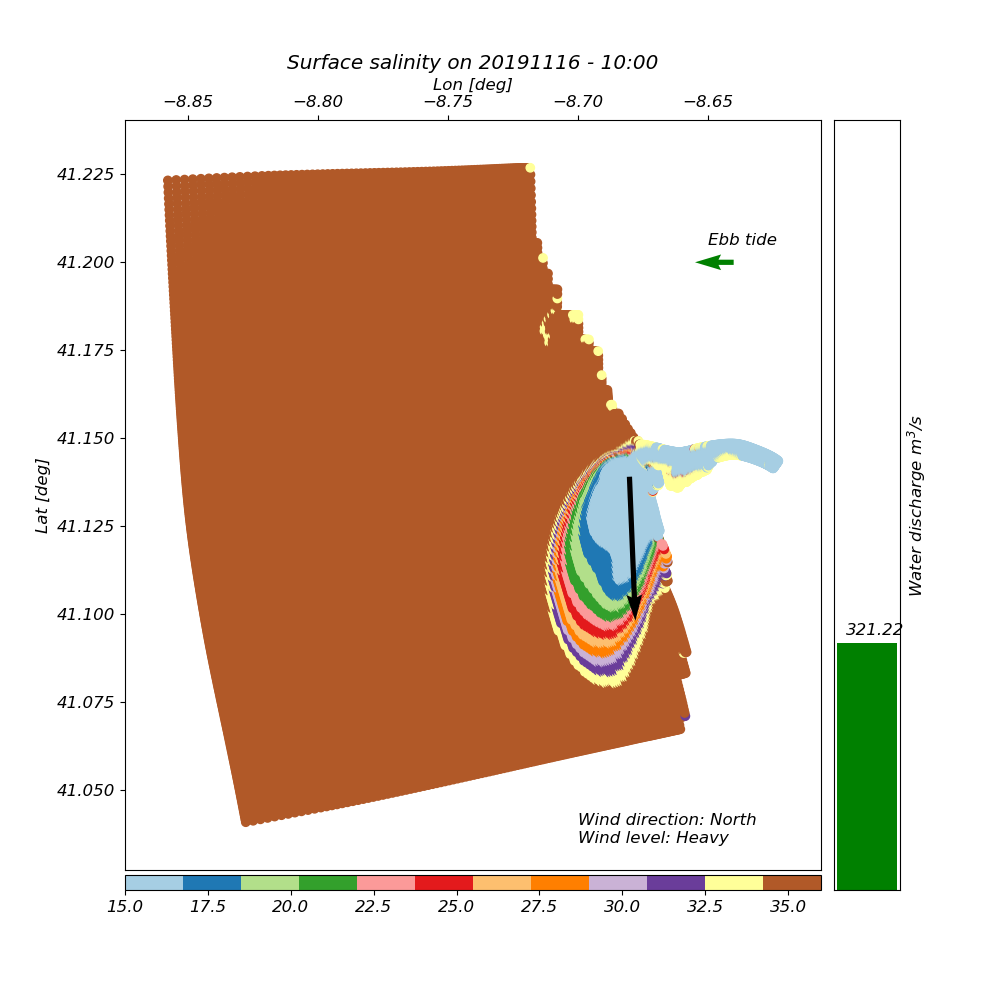 Surface salinity on 20191116 - 10:00
Lon [deg]
−8.85 −8.80 −8.75 −8.70 −8.65
41.225
41.200
41.175
41.150
41.125
41.100
41.075
41.050
Lat [deg]
Ebb tide
Wind direction: North
Wind level: Heavy
321.22
Water discharge m³/s
15.0 17.5 20.0 22.5 25.0 27.5 30.0 32.5 35.0